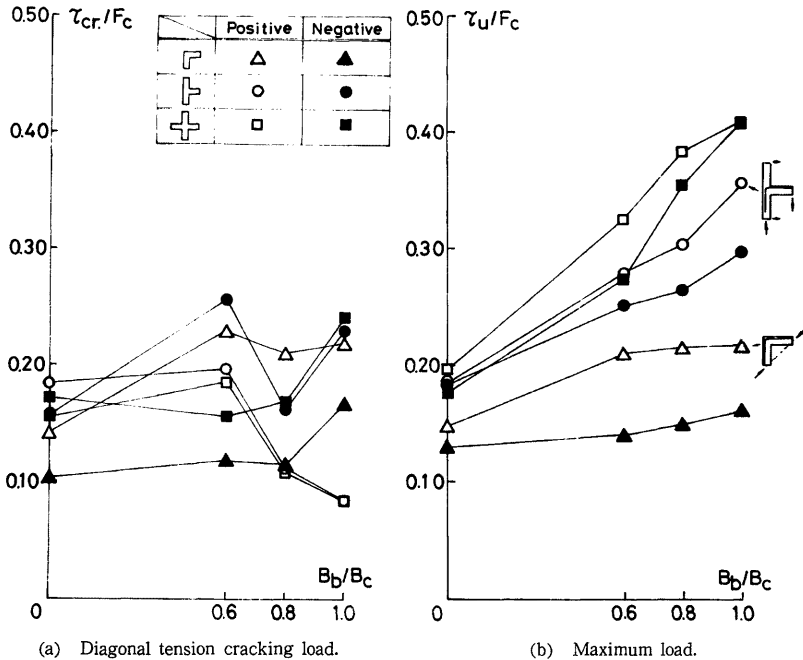 0.50
τcr./Fc
Positive Negative
0.40
0.30
0.20
0.10
Bb/Bc
0 0.6 0.8 1.0
(a) Diagonal tension cracking load.
0.50
τu/Fc
0.40
0.30
0.20
0.10
Bb/Bc
0 0.6 0.8 1.0
(b) Maximum load.